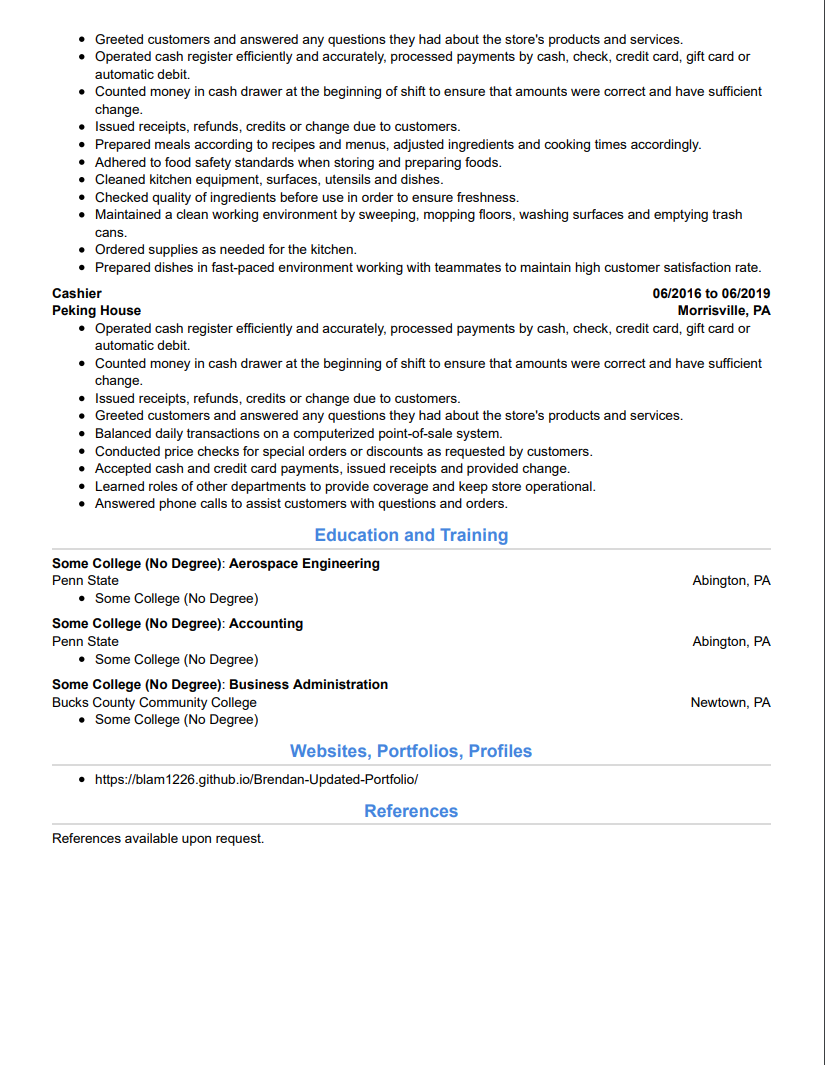 • Greeted customers and answered any questions they had about the store's products and services.
• Operated cash register efficiently and accurately, processed payments by cash, check, credit card, gift card or
automatic debit.
• Counted money in cash drawer at the beginning of shift to ensure that amounts were correct and have sufficient
change.
• Issued receipts, refunds, credits or change due to customers.
• Prepared meals according to recipes and menus, adjusted ingredients and cooking times accordingly.
• Adhered to food safety standards when storing and preparing foods.
• Cleaned kitchen equipment, surfaces, utensils and dishes.
• Checked quality of ingredients before use in order to ensure freshness.
• Maintained a clean working environment by sweeping, mopping floors, washing surfaces and emptying trash
cans.
• Ordered supplies as needed for the kitchen.
• Prepared dishes in fast-paced environment working with teammates to maintain high customer satisfaction rate.
Cashier 06/2016 to 06/2019
Peking House Morrisville, PA
• Operated cash register efficiently and accurately, processed payments by cash, check, credit card, gift card or
automatic debit.
• Counted money in cash drawer at the beginning of shift to ensure that amounts were correct and have sufficient
change.
• Issued receipts, refunds, credits or change due to customers.
• Greeted customers and answered any questions they had about the store's products and services.
• Balanced daily transactions on a computerized point-of-sale system.
• Conducted price checks for special orders or discounts as requested by customers.
• Accepted cash and credit card payments, issued receipts and provided change.
• Learned roles of other departments to provide coverage and keep store operational.
• Answered phone calls to assist customers with questions and orders.
Education and Training
Some College (No Degree): Aerospace Engineering
Penn State Abington, PA
• Some College (No Degree)
Some College (No Degree): Accounting
Penn State Abington, PA
• Some College (No Degree)
Some College (No Degree): Business Administration
Bucks County Community College Newtown, PA
• Some College (No Degree)
Websites, Portfolios, Profiles
• https://blam1226.github.io/Brendan-Updated-Portfolio/
References
References available upon request.